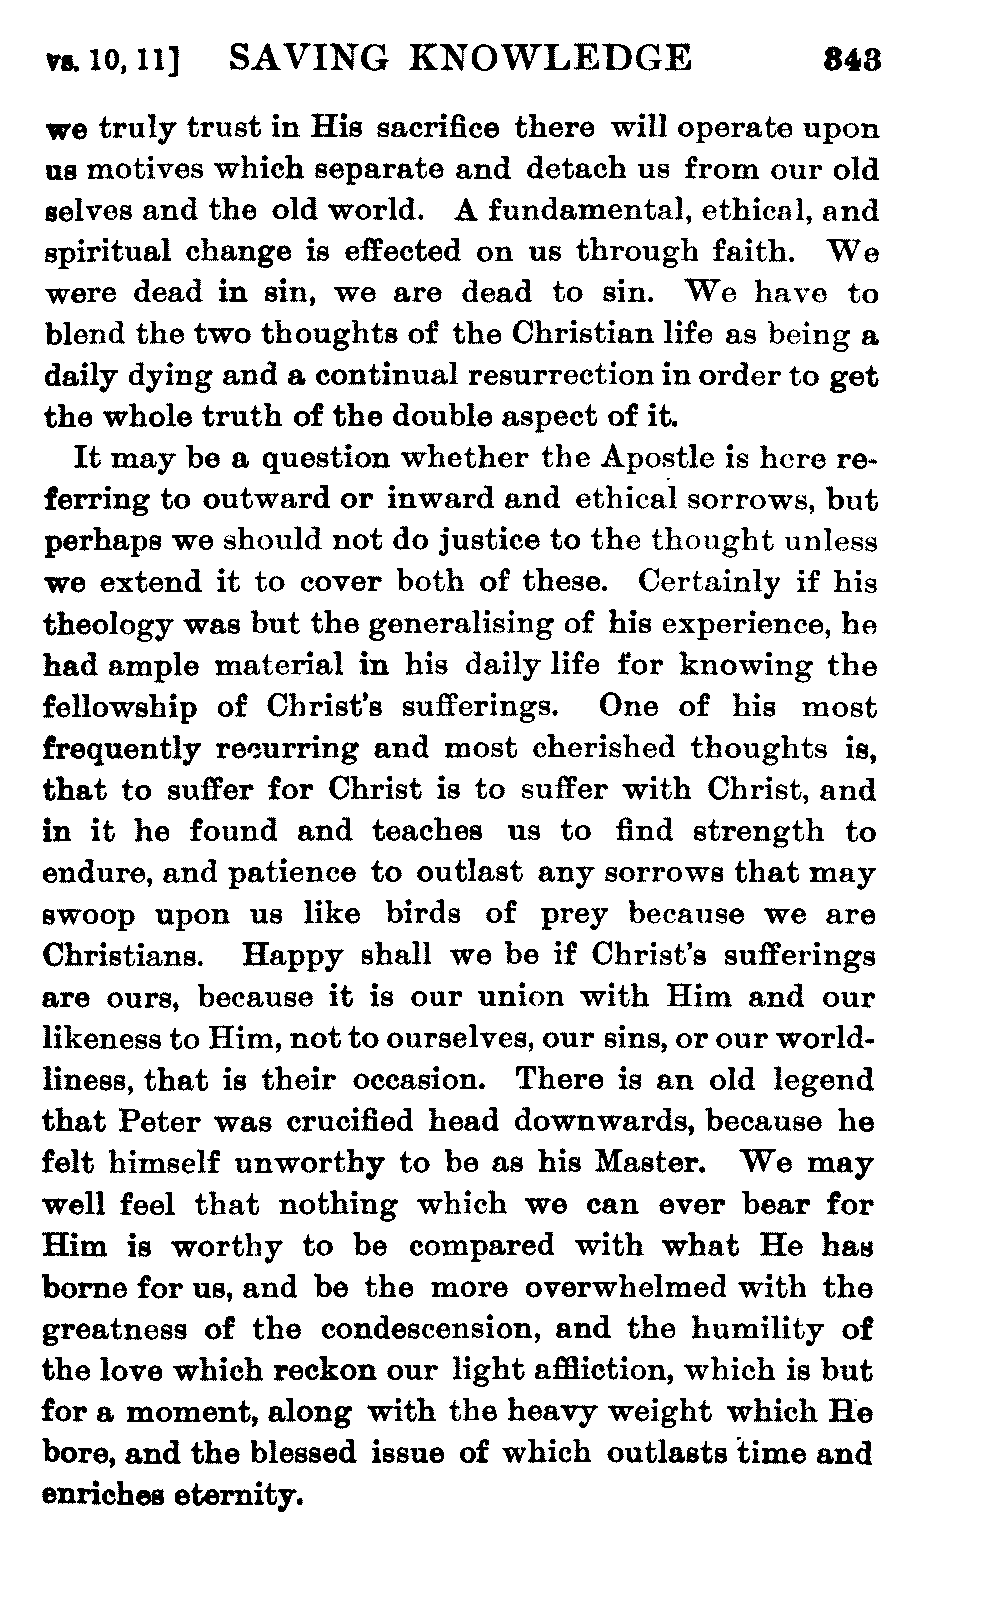 vs. 10, 11] SAVING KNOWLEDGE 343
we truly trust in His sacrifice there will operate upon
us motives which separate and detach us from our old
selves and the old world. A fundamental, ethical, and
spiritual change is effected on us through faith. We
were dead in sin, we are dead to sin. We have to
blend the two thoughts of the Christian life as being a
daily dying and a continual resurrection in order to get
the whole truth of the double aspect of it.
It may be a question whether the Apostle is here re-
ferring to outward or inward and ethical sorrows, but
perhaps we should not do justice to the thought unless
we extend it to cover both of these. Certainly if his
theology was but the generalising of his experience, he
had ample material in his daily life for knowing the
fellowship of Christ's sufferings. One of his most
frequently recurring and most cherished thoughts is,
that to suffer for Christ is to suffer with Christ, and
in it he found and teaches us to find strength to
endure, and patience to outlast any sorrows that may
swoop upon us like birds of prey because we are
Christians. Happy shall we be if Christ's sufferings
are ours, because it is our union with Him and our
likeness to Him, not to ourselves, our sins, or our world-
liness, that is their occasion. There is an old legend
that Peter was crucified head downwards, because he
felt himself unworthy to be as his Master. We may
well feel that nothing which we can ever bear for
Him is worthy to be compared with what He has
borne for us, and be the more overwhelmed with the
greatness of the condescension, and the humility of
the love which reckon our light affliction, which is but
for a moment, along with the heavy weight which He
bore, and the blessed issue of which outlasts time and
enriches eternity.